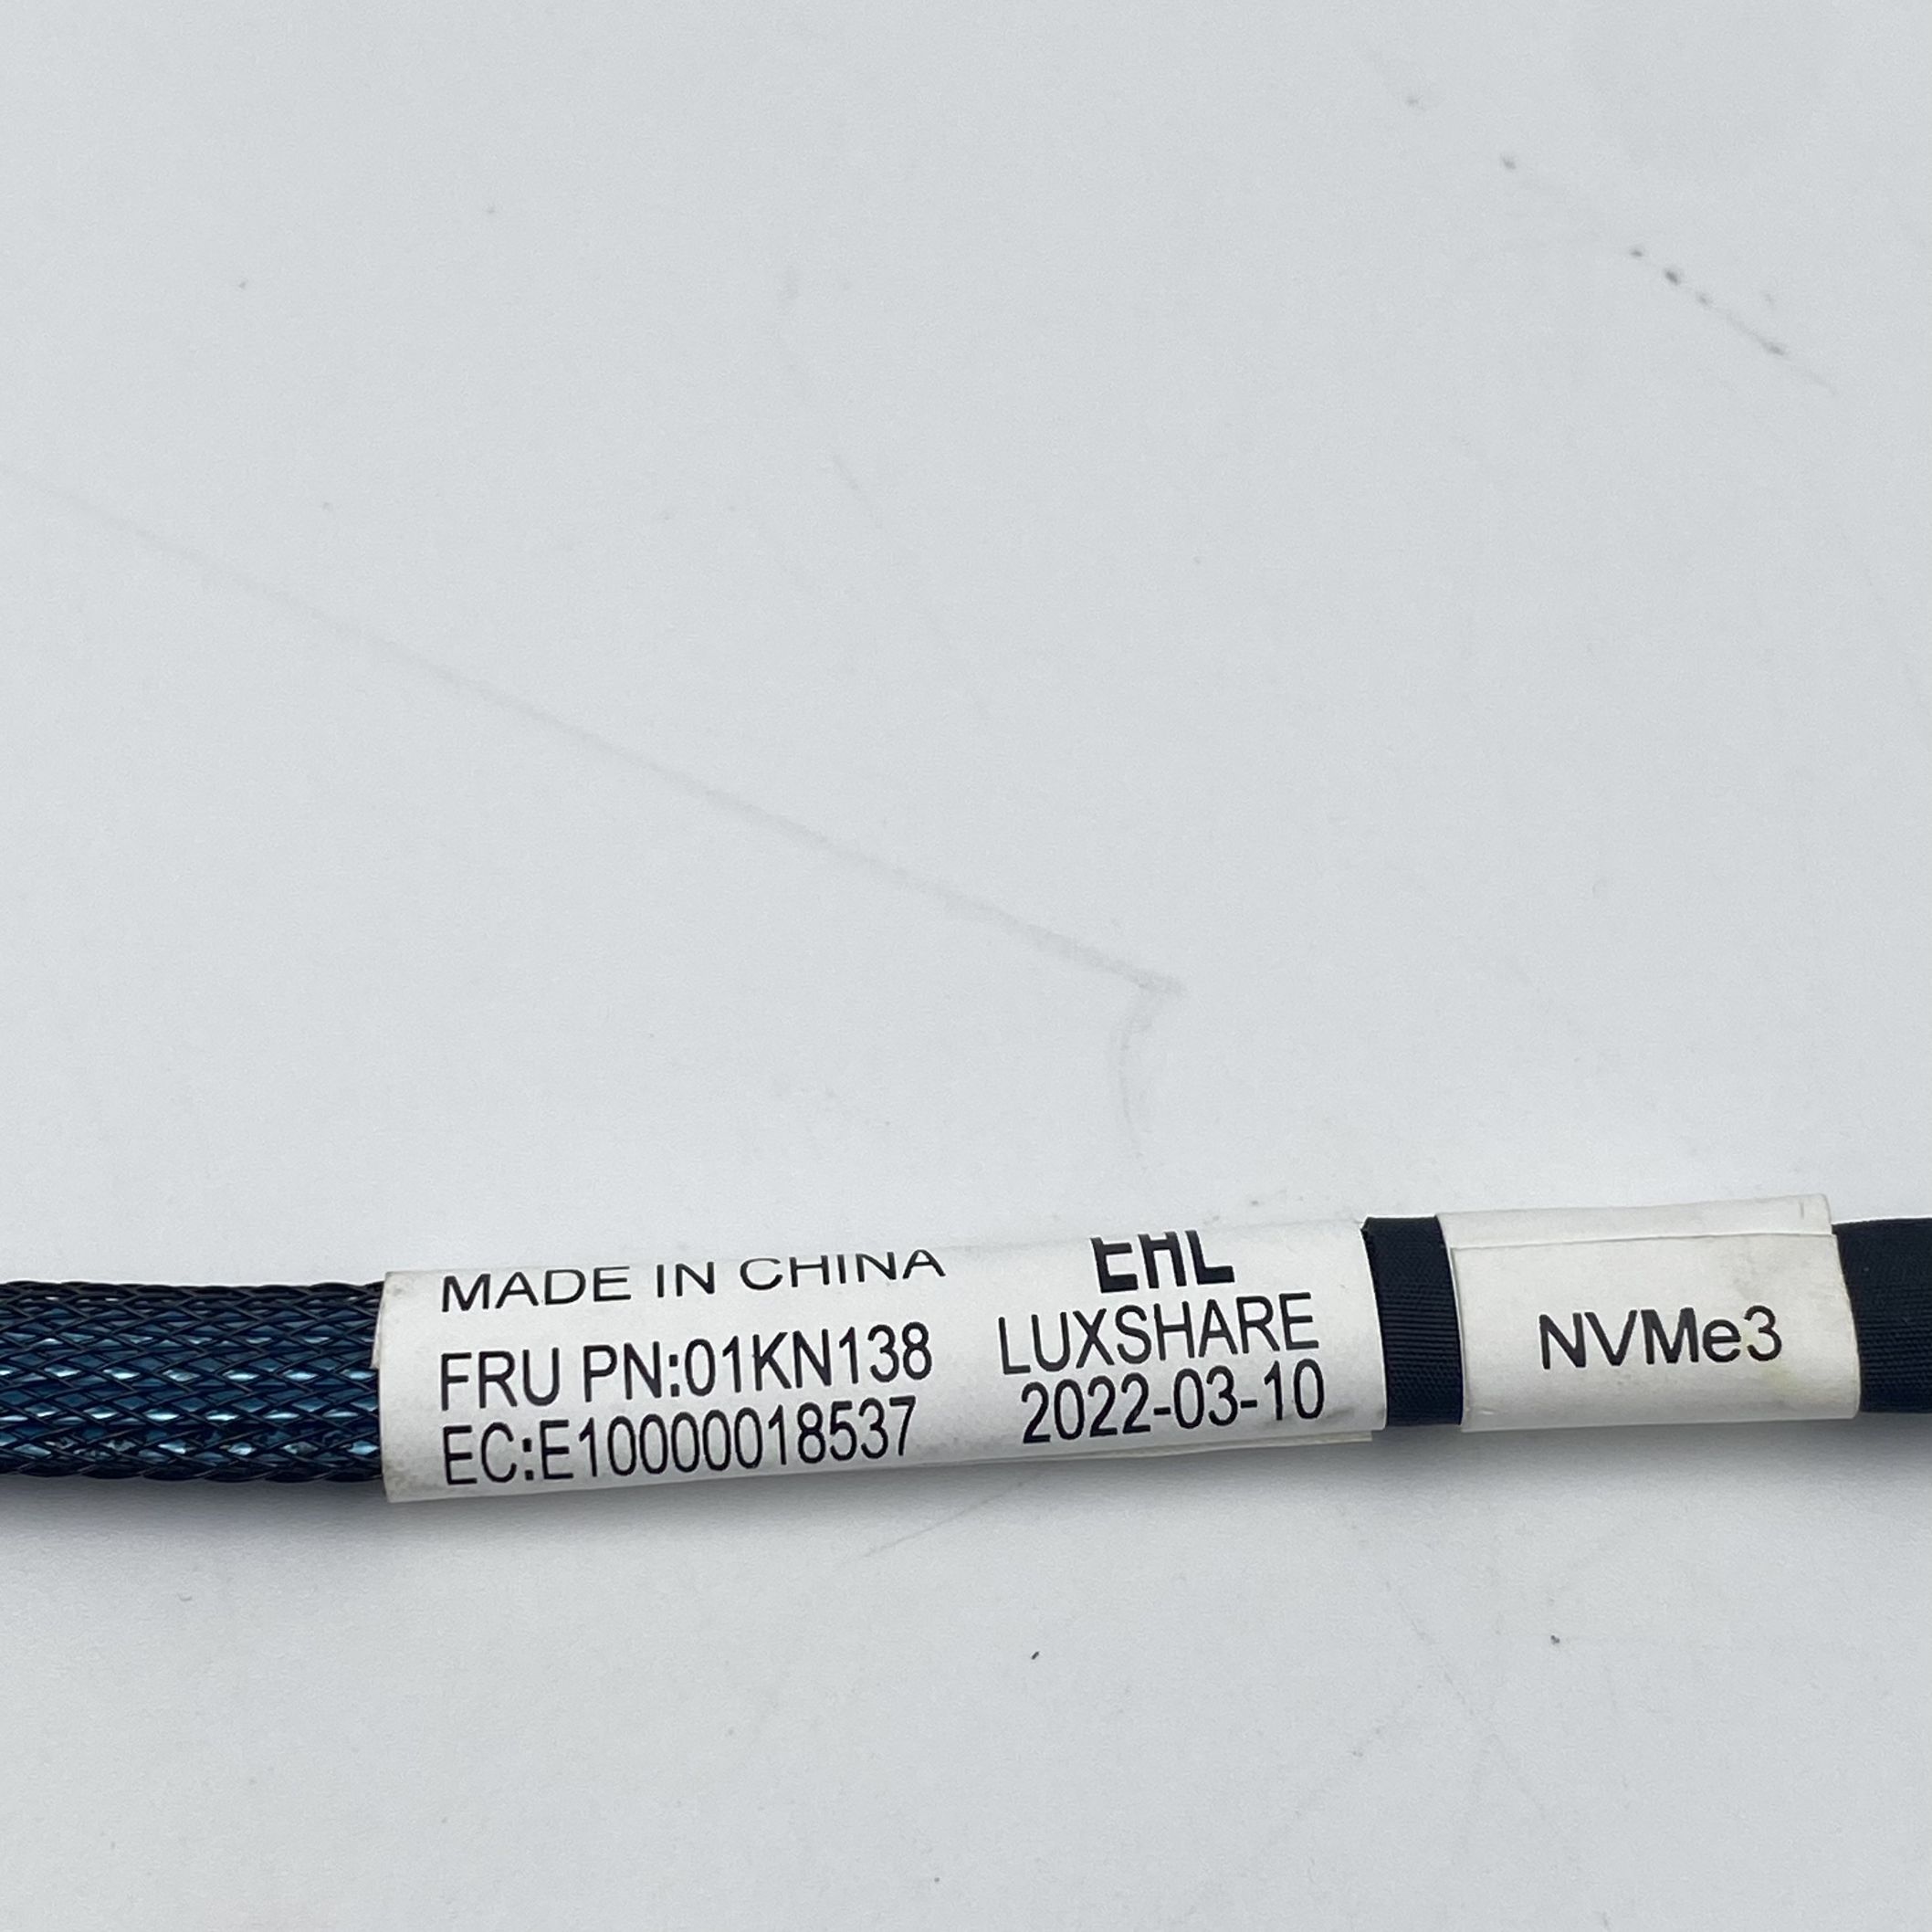 MADE IN CHINA
FRU PN:01KN138
EC:E10000018537
EHL
LUXSHARE
2022-03-10
NVMe3